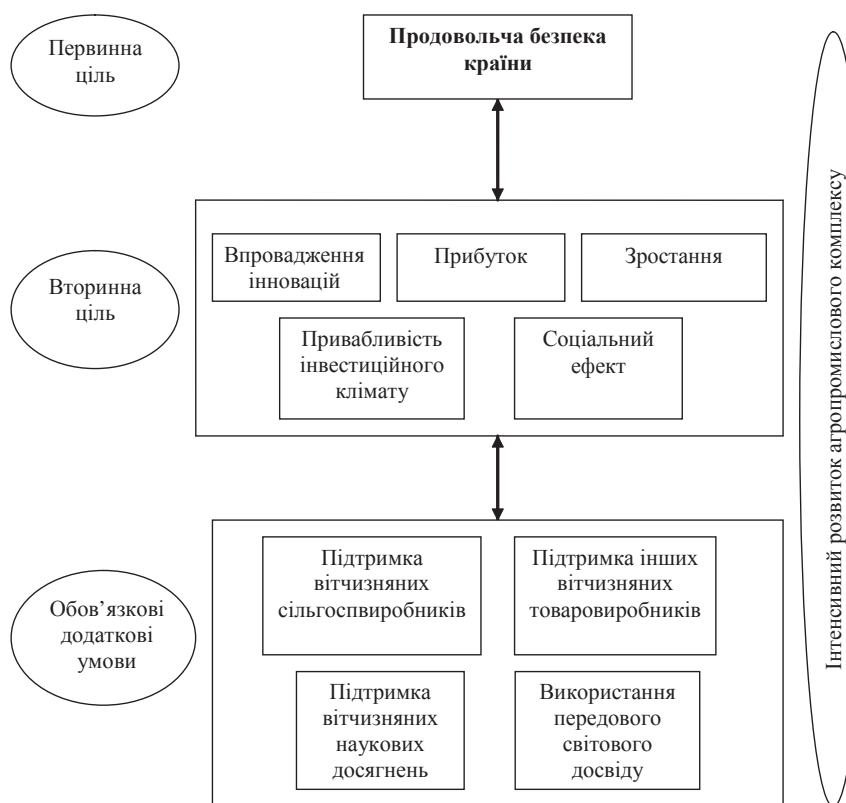 Первинна
ціль
Продовольча безпека
країни
Вторинна
ціль
Впровадження
інновацій
Прибуток
Зростання
Привабливість
інвестиційного
клімату
Соціальний
ефект
Обов’язкові
додаткові
умови
Підтримка
вітчизняних
сільгоспвиробників
Підтримка інших
вітчизняних
товаровиробників
Підтримка
вітчизняних
наукових
досягнень
Використання
передового
світового
досвіду
Інтенсивний розвиток агропромислового комплексу